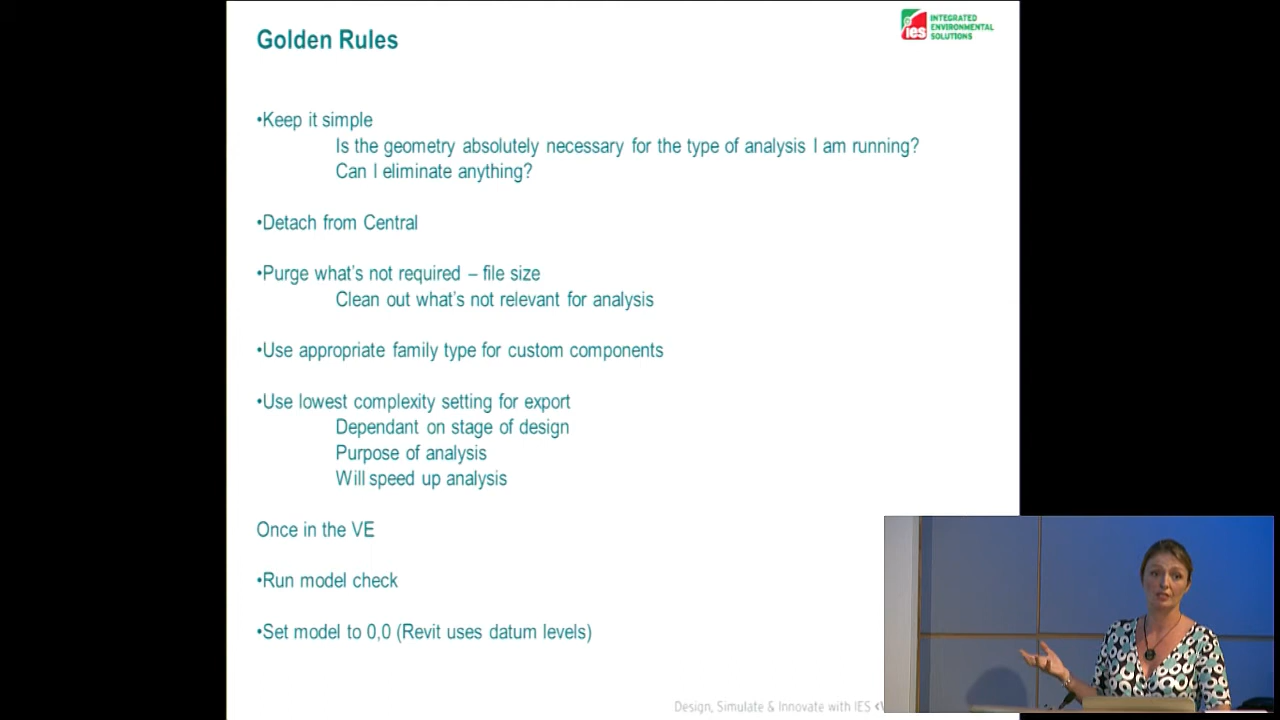 Golden Rules
ies INTEGRATED
ENVIRONMENTAL
SOLUTIONS
•Keep it simple
Is the geometry absolutely necessary for the type of analysis I am running?
Can I eliminate anything?
•Detach from Central
•Purge what's not required – file size
Clean out what's not relevant for analysis
•Use appropriate family type for custom components
•Use lowest complexity setting for export
Dependant on stage of design
Purpose of analysis
Will speed up analysis
Once in the VE
•Run model check
•Set model to 0,0 (Revit uses datum levels)
Design, Simulate & Innovate with IES <